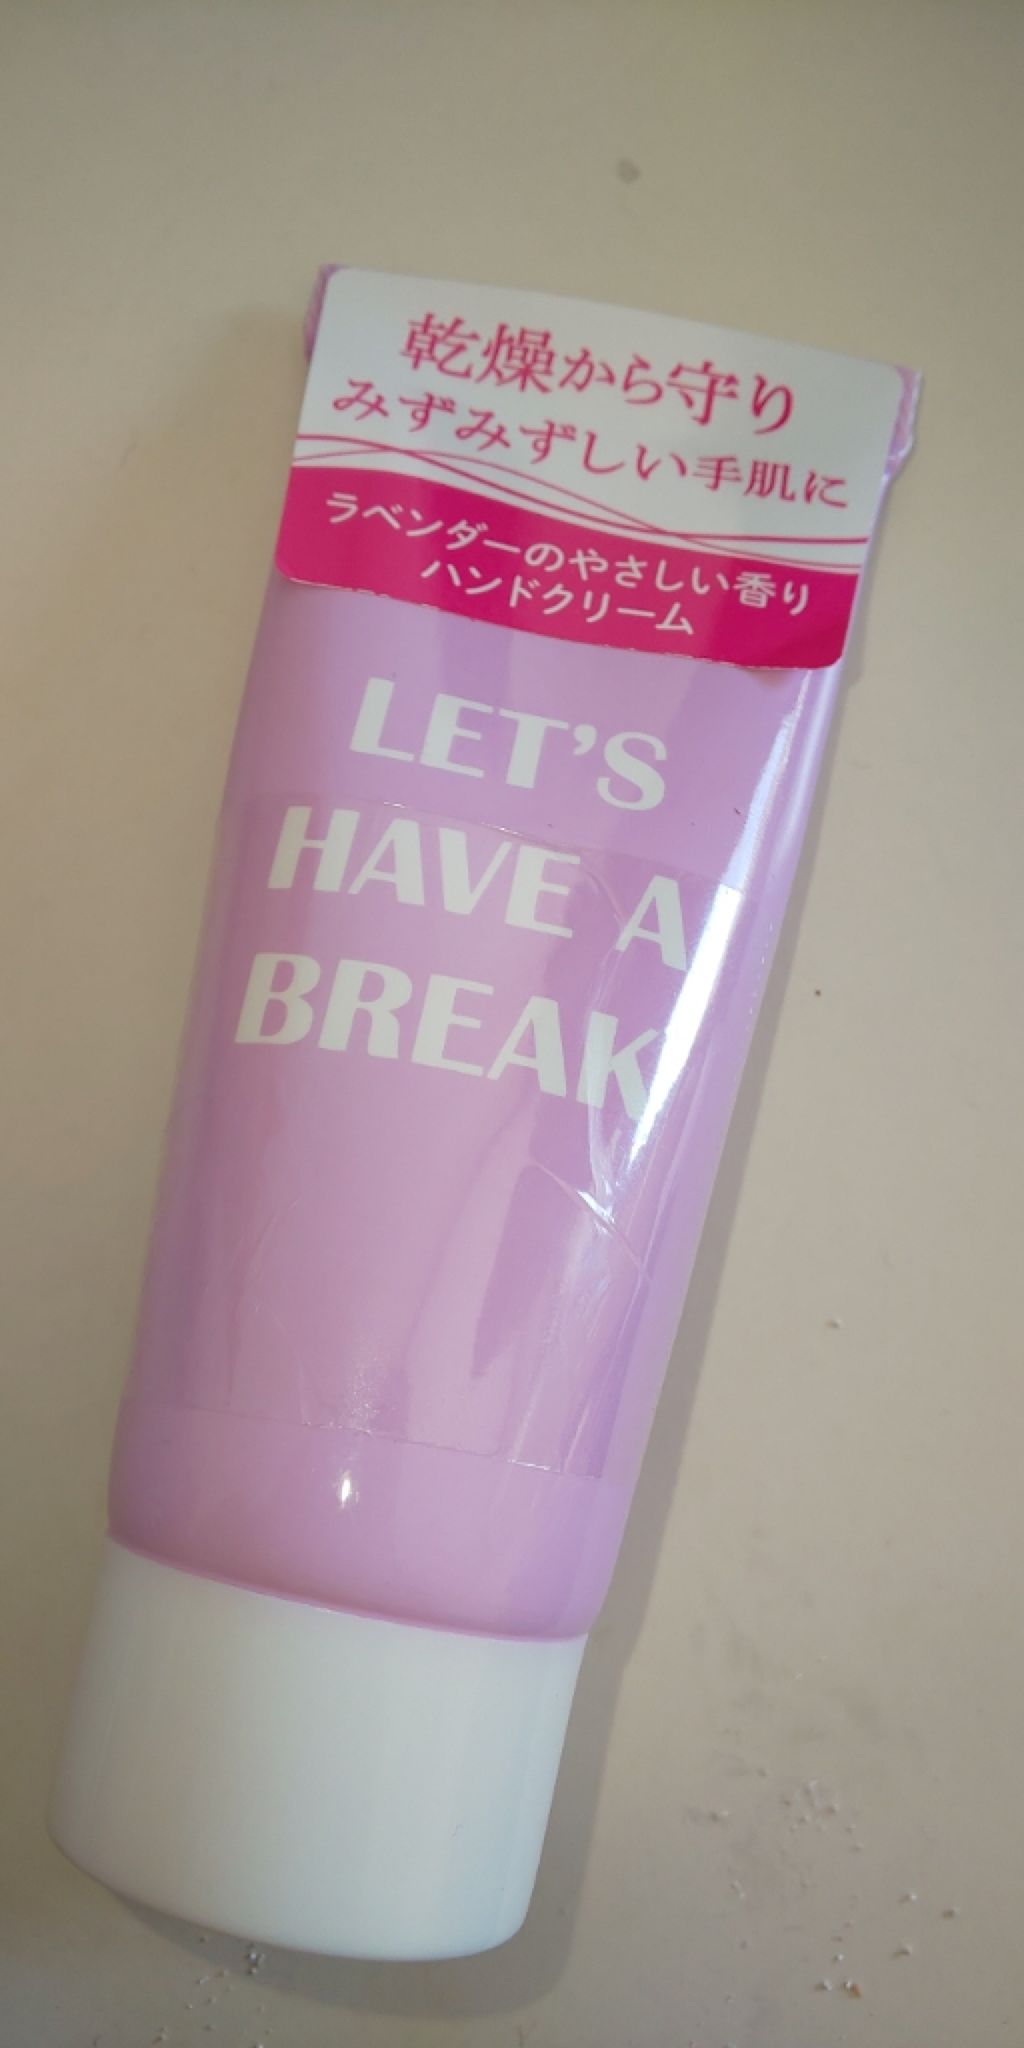 乾燥から守り
みずみずしい手肌に
ラベンダーのやさしい香り
ハンドクリーム
LET'S
HAVE A
BREAK